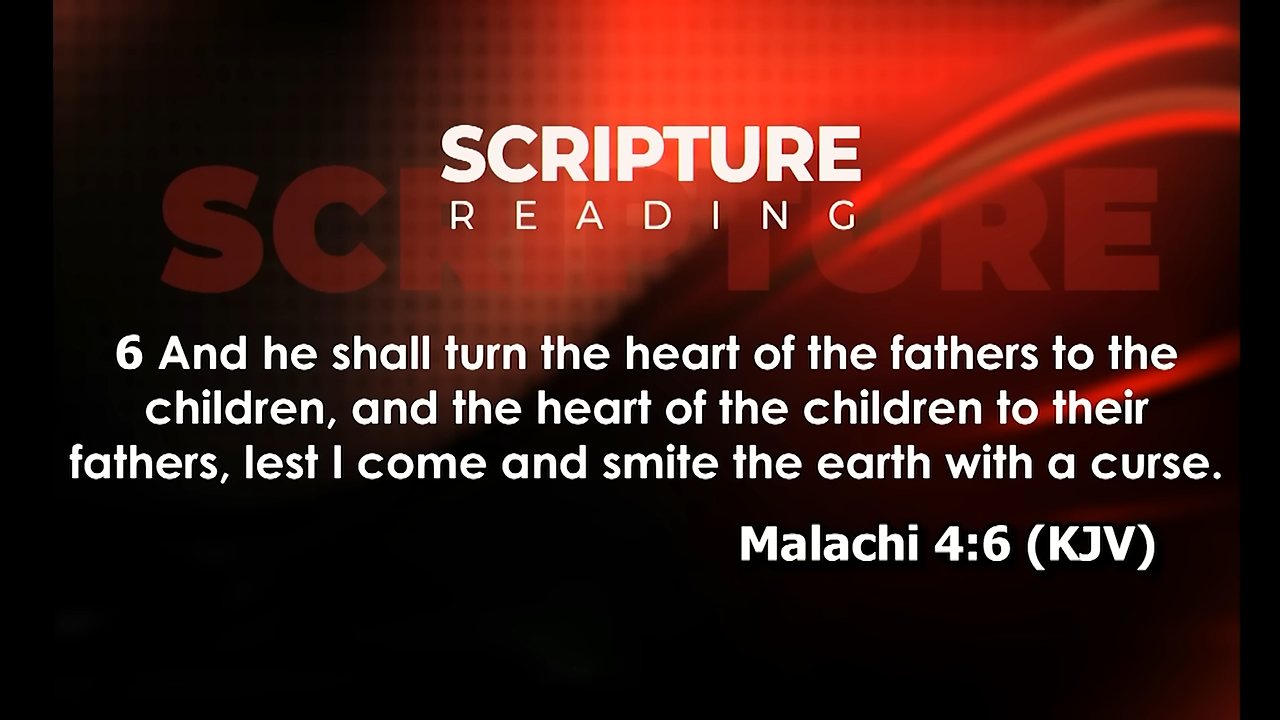 SCRIPTURE
SCRIPTURE
READING
6 And he shall turn the heart of the fathers to the
children, and the heart of the children to their
fathers, lest I come and smite the earth with a curse.
Malachi 4:6 (KJV)